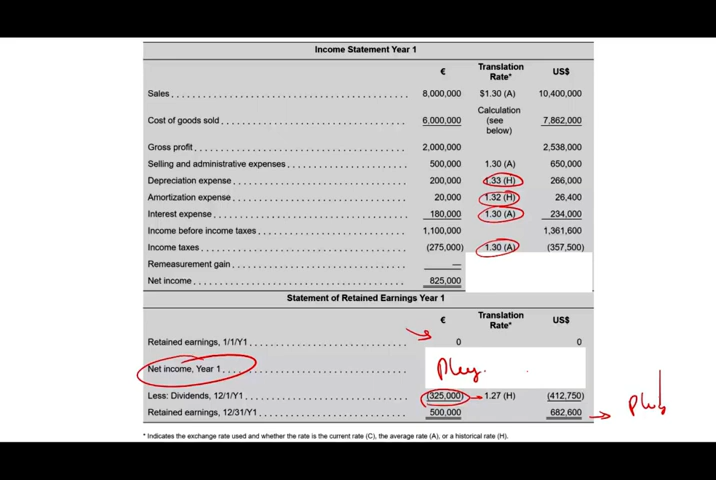 Income Statement Year 1
€ Translation Rate* US$
Sales 8,000,000 $1.30 (A) 10,400,000
Cost of goods sold 6,000,000 Calculation (see below) 7,862,000
Gross profit 2,000,000 2,538,000
Selling and administrative expenses 500,000 1.30 (A) 650,000
Depreciation expense 200,000 1.33 (H) 266,000
Amortization expense 20,000 1.32 (H) 26,400
Interest expense 180,000 1.30 (A) 234,000
Income before income taxes 1,100,000 1,361,600
Income taxes (275,000) 1.30 (A) (357,500)
Remeasurement gain —
Net income 825,000
Statement of Retained Earnings Year 1
€ Translation Rate* US$
Retained earnings, 1/1/Y1 0 0
Net income, Year 1
Less: Dividends, 12/1/Y1 (325,000) 1.27 (H) (412,750)
Retained earnings, 12/31/Y1 500,000 682,600
* Indicates the exchange rate used and whether the rate is the current rate (C), the average rate (A), or a historical rate (H).